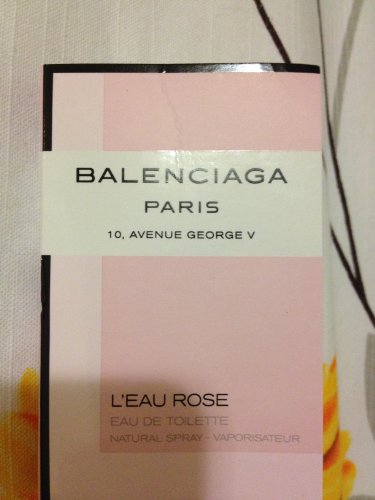 BALENCIAGA
PARIS
10, AVENUE GEORGE V
L'EAU ROSE
EAU DE TOILETTE
NATURAL SPRAY - VAPORISATEUR